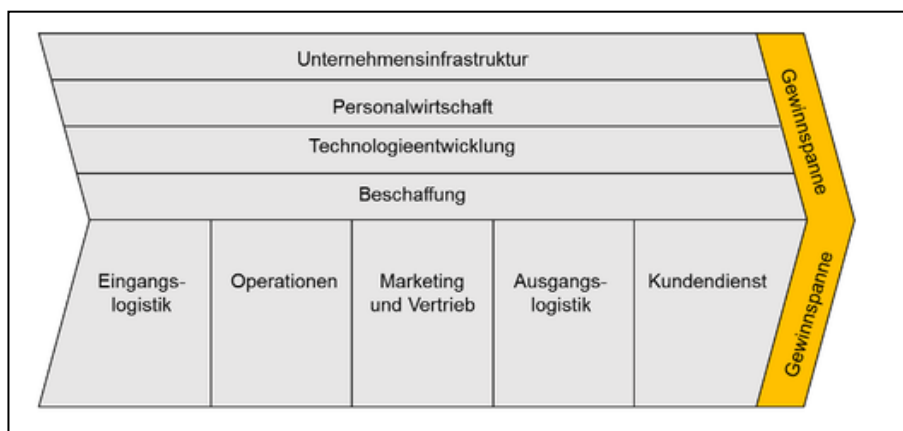 Unternehmensinfrastruktur
Personalwirtschaft
Technologieentwicklung
Beschaffung
Gewinnspanne
Eingangs-
logistik
Operationen
Marketing
und Vertrieb
Ausgangs-
logistik
Kundendienst
Gewinnspanne